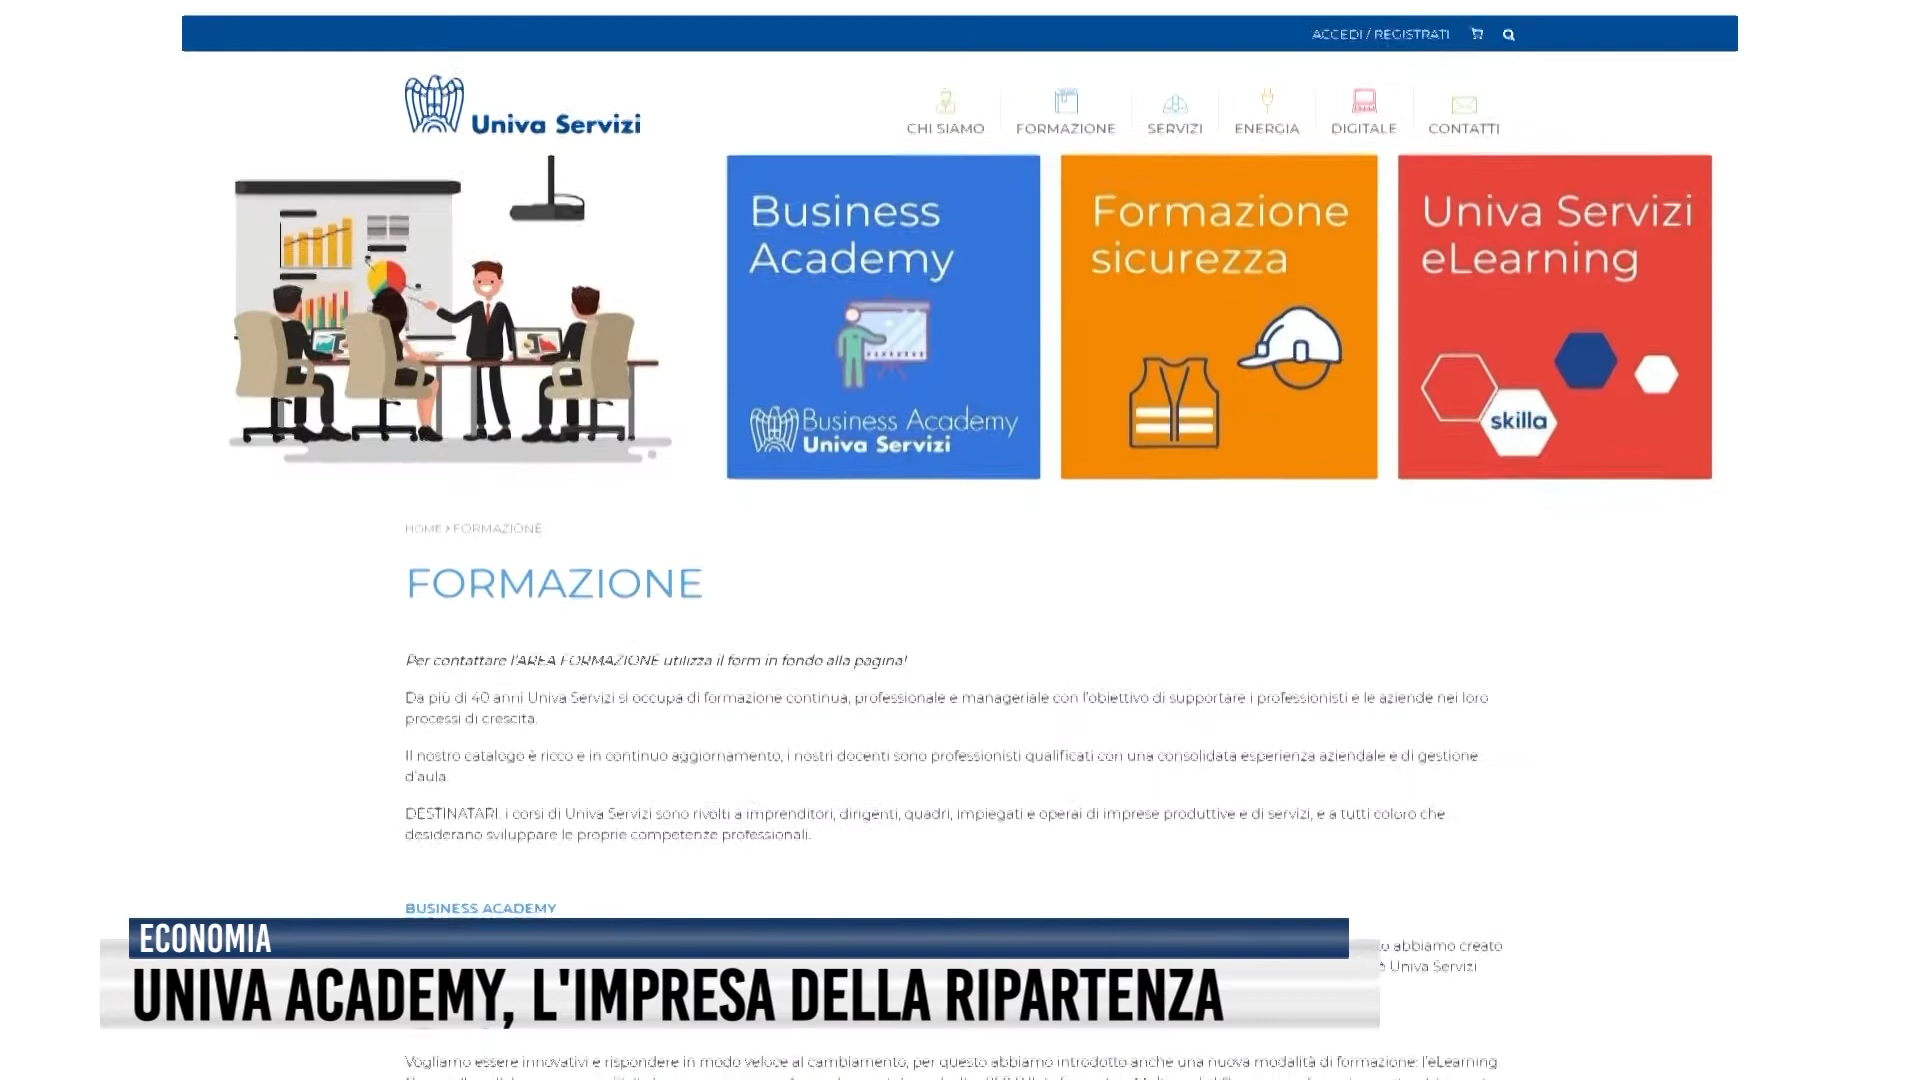 ACCEDI / REGISTRATI
Univa Servizi
CHI SIAMO
FORMAZIONE
SERVIZI
ENERGIA
DIGITALE
CONTATTI
Business
Academy
Business Academy
Univa Servizi
Formazione
sicurezza
Univa Servizi
eLearning
skilla
HOME > FORMAZIONE
FORMAZIONE
Per contattare l'AREA FORMAZIONE utilizza il form in fondo alla pagina!
Da più di 40 anni Univa Servizi si occupa di formazione continua, professionale e manageriale con l'obiettivo di supportare i professionisti e le aziende nei loro
processi di crescita.
Il nostro catalogo è ricco e in continuo aggiornamento, i nostri docenti sono professionisti qualificati con una consolidata esperienza aziendale e di gestione
d'aula.
DESTINATARI: i corsi di Univa Servizi sono rivolti a imprenditori, dirigenti, quadri, impiegati e operai di imprese produttive e di servizi, e a tutti coloro che
desiderano sviluppare le proprie competenze professionali.
BUSINESS ACADEMY
abbiamo creato
Univa Servizi
ECONOMIA
UNIVA ACADEMY, L'IMPRESA DELLA RIPARTENZA
Vogliamo essere innovativi e rispondere in modo veloce al cambiamento, per questo abbiamo introdotto anche una nuova modalità di formazione: l'eLearning.